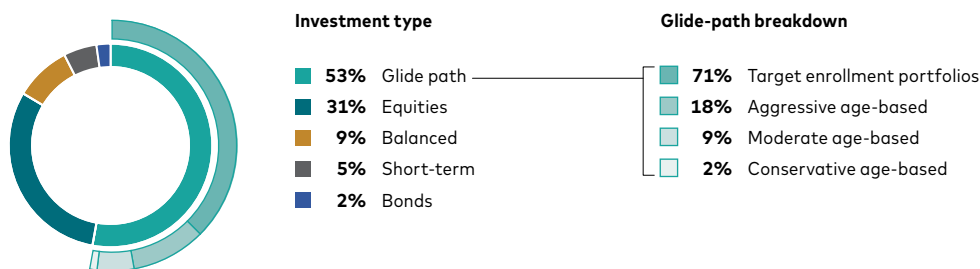 Investment type
53% Glide path
31% Equities
9% Balanced
5% Short-term
2% Bonds
Glide-path breakdown
71% Target enrollment portfolios
18% Aggressive age-based
9% Moderate age-based
2% Conservative age-based